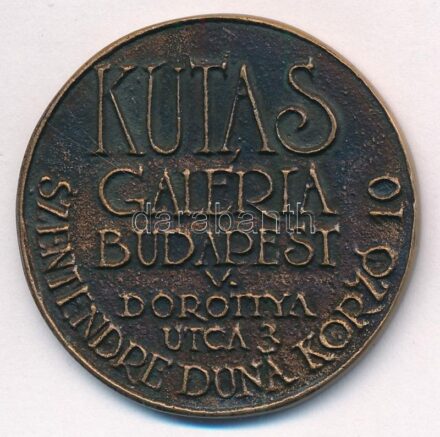 KUTAS
GALÉRIA
BUDAPEST
V.
DOROTTYA
UTCA 3
SZENTENDRE DUNA KORZÓ 10
darabanth